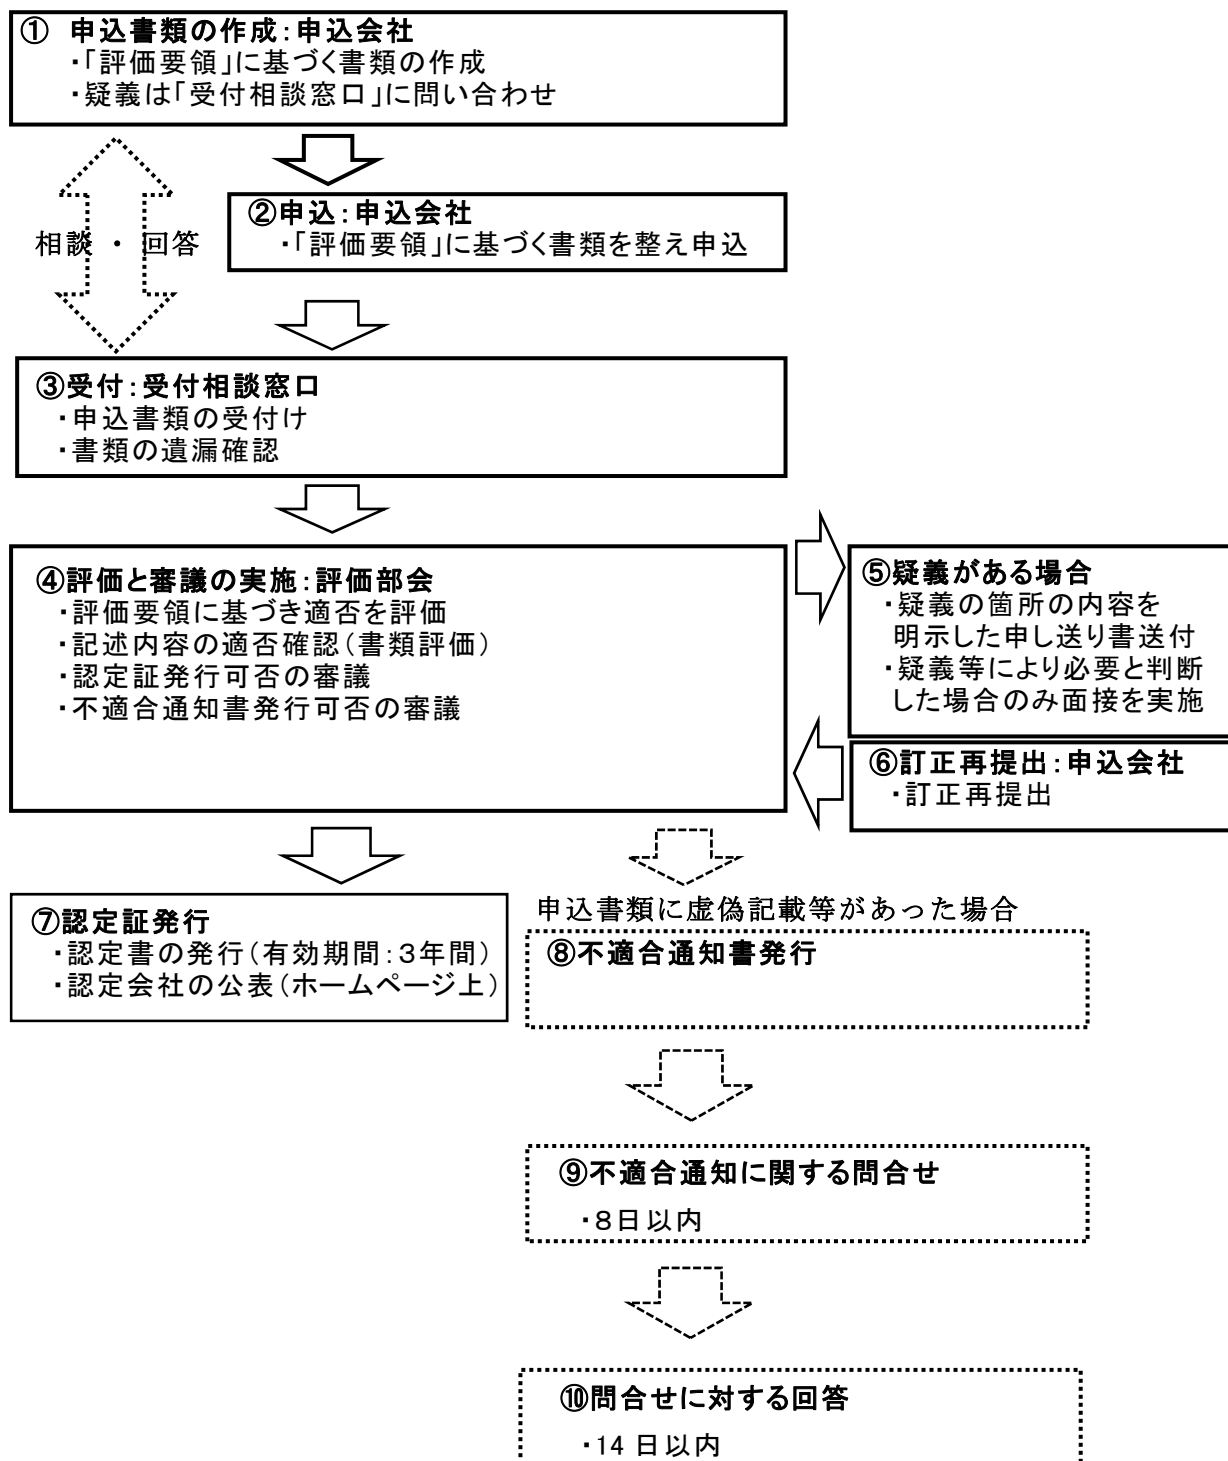 ① 申込書類の作成：申込会社
・「評価要領」に基づく書類の作成
・疑義は「受付相談窓口」に問い合わせ
相談 ・ 回答
②申込：申込会社
・「評価要領」に基づく書類を整え申込
③受付：受付相談窓口
・申込書類の受付け
・書類の遺漏確認
④評価と審議の実施：評価部会
・評価要領に基づき適否を評価
・記述内容の適否確認（書類評価）
・認定証発行可否の審議
・不適合通知書発行可否の審議
⑤疑義がある場合
・疑義の箇所の内容を
明示した申し送り書送付
・疑義等により必要と判断
した場合のみ面接を実施
⑥訂正再提出：申込会社
・訂正再提出
⑦認定証発行
・認定書の発行（有効期間：３年間）
・認定会社の公表（ホームページ上）
申込書類に虚偽記載等があった場合
⑧不適合通知書発行
⑨不適合通知に関する問合せ
・８日以内
⑩問合せに対する回答
・14 日以内